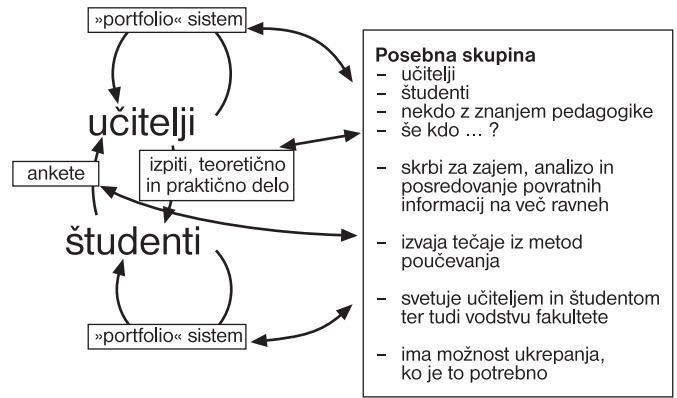 »portfolio« sistem
učitelji
ankete
izpiti, teoretično
in praktično delo
študenti
»portfolio« sistem
Posebna skupina
– učitelji
– študenti
– nekdo z znanjem pedagogike
– še kdo ... ?
– skrbi za zajem, analizo in
posredovanje povratnih
informacij na več ravneh
– izvaja tečaje iz metod
poučevanja
– svetuje učiteljem in študentom
ter tudi vodstvu fakultete
– ima možnost ukrepanja,
ko je to potrebno